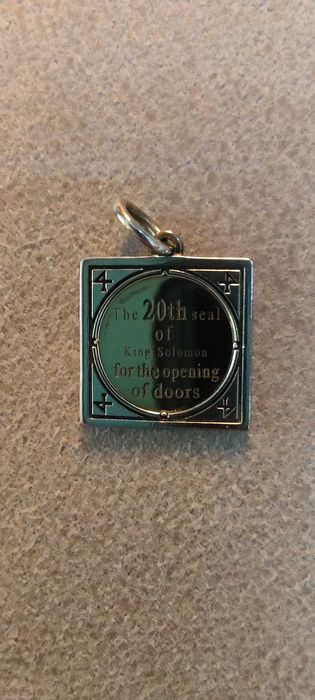 The 20th seal
of
King Solomon
for the opening
of doors